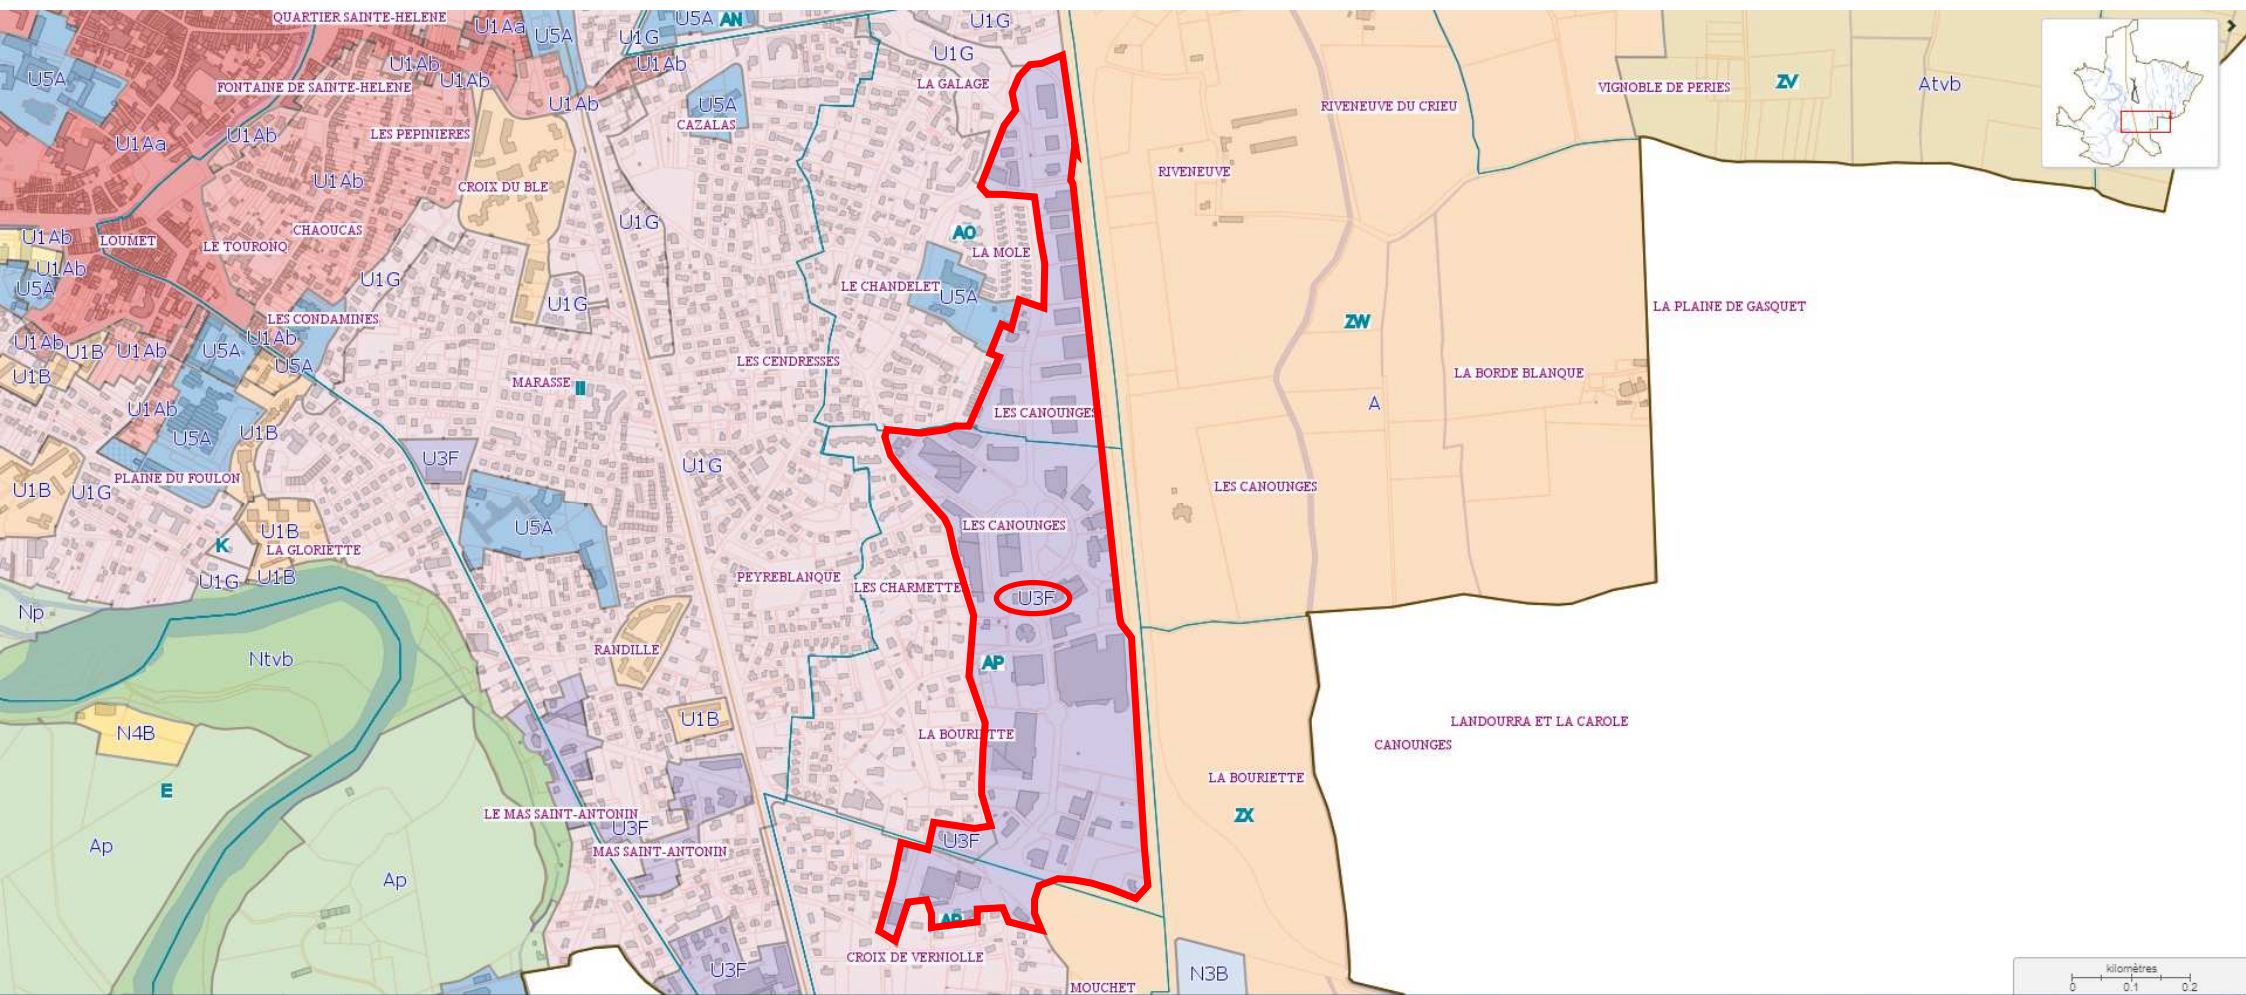 QUARTIER SAINTE-HELENE
U1Aa
U5A
U5A
AN
U1G
U1G
U1G
U5A
FONTAINE DE SAINTE-HELENE
U1Ab
U1Ab
U1Ab
LA GALAGE
VIGNOBLE DE PERIES
ZV
Atvb
U1Ab
U5A
CAZALAS
RIVENEUVE DU CRIEU
U1Aa
U1Ab
LES PEPINIERES
RIVENEUVE
U1Ab
CROIX DU BLE
U1G
U1Ab
LOUMET
LE TOURONQ
CHAOUCAS
AO
LA MOLE
U1Ab
U5A
U1G
U1G
LE CHANDELET
U5A
LA PLAINE DE GASQUET
LES CONDAMINES
ZW
U1Ab
U1B
U1Ab
U5A
U1Ab
U5A
LES CENDRESSES
U1B
MARASSE
LA BORDE BLANQUE
U1Ab
A
LES CANOUNGES
U5A
U1B
U3F
U1G
PLAINE DU FOULON
U1B
U1G
LES CANOUNGES
U1B
U5A
LES CANOUNGES
K
LA GLORIETTE
U1G
U1B
PEYREBLANQUE
LES CHARMETTE
U3F
Np
RANDILLE
Ntvb
AP
U1B
N4B
LA BOURIETTE
LANDOURRA ET LA CAROLE
CANOUNGES
LA BOURIETTE
E
LE MAS SAINT-ANTONIN
ZX
U3F
U3F
Ap
MAS SAINT-ANTONIN
Ap
CROIX DE VERNIOLLE
U3F
N3B
MOUCHET
kilomètres
0 0.1 0.2